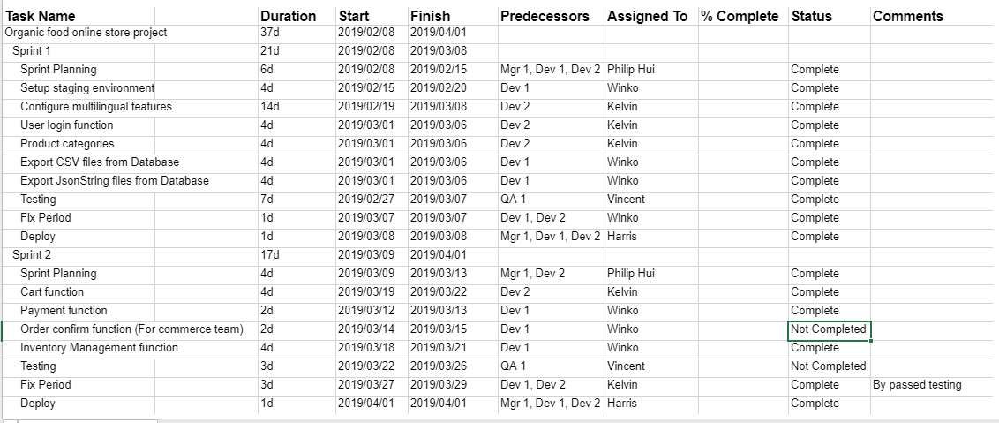 Task Name Duration Start Finish Predecessors Assigned To % Complete Status Comments
Organic food online store project 37d 2019/02/08 2019/04/01
Sprint 1 21d 2019/02/08 2019/03/08
Sprint Planning 6d 2019/02/08 2019/02/15 Mgr 1, Dev 1, Dev 2 Philip Hui Complete
Setup staging environment 4d 2019/02/15 2019/02/20 Dev 1 Winko Complete
Configure multilingual features 14d 2019/02/19 2019/03/08 Dev 2 Kelvin Complete
User login function 4d 2019/03/01 2019/03/06 Dev 2 Kelvin Complete
Product categories 4d 2019/03/01 2019/03/06 Dev 2 Kelvin Complete
Export CSV files from Database 4d 2019/03/01 2019/03/06 Dev 1 Winko Complete
Export JsonString files from Database 4d 2019/03/01 2019/03/06 Dev 1 Winko Complete
Testing 7d 2019/02/27 2019/03/07 QA 1 Vincent Complete
Fix Period 1d 2019/03/07 2019/03/07 Dev 1, Dev 2 Winko Complete
Deploy 1d 2019/03/08 2019/03/08 Mgr 1, Dev 1, Dev 2 Harris Complete
Sprint 2 17d 2019/03/09 2019/04/01
Sprint Planning 4d 2019/03/09 2019/03/13 Mgr 1, Dev 2 Philip Hui Complete
Cart function 4d 2019/03/19 2019/03/22 Dev 2 Kelvin Complete
Payment function 2d 2019/03/12 2019/03/13 Dev 1 Winko Complete
Order confirm function (For commerce team) 2d 2019/03/14 2019/03/15 Dev 1 Winko Not Completed
Inventory Management function 4d 2019/03/18 2019/03/21 Dev 1 Winko Complete
Testing 3d 2019/03/22 2019/03/26 QA 1 Vincent Not Completed
Fix Period 3d 2019/03/27 2019/03/29 Dev 1, Dev 2 Kelvin Complete By passed testing
Deploy 1d 2019/04/01 2019/04/01 Mgr 1, Dev 1, Dev 2 Harris Complete